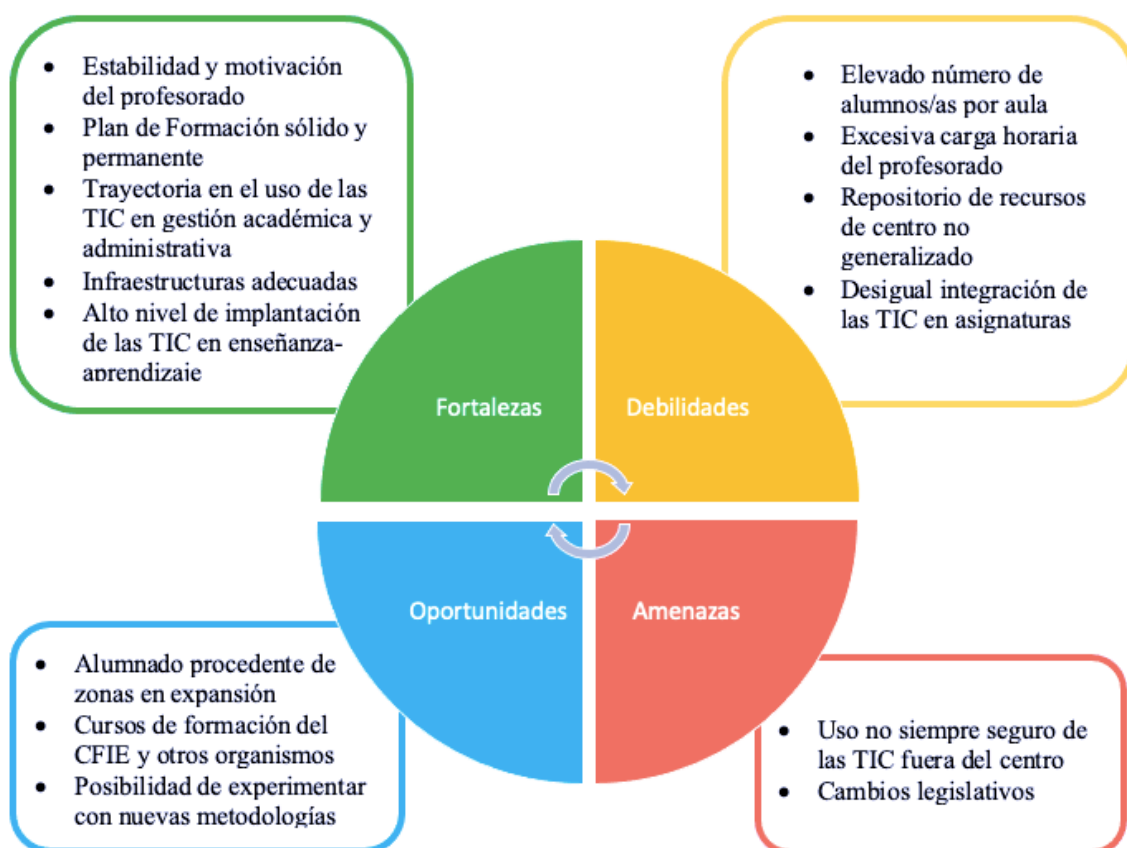 • Estabilidad y motivación
del profesorado
• Plan de Formación sólido y
permanente
• Trayectoria en el uso de las
TIC en gestión académica y
administrativa
• Infraestructuras adecuadas
• Alto nivel de implantación
de las TIC en enseñanza-
aprendizaje
• Elevado número de
alumnos/as por aula
• Excesiva carga horaria
del profesorado
• Repositorio de recursos
de centro no
generalizado
• Desigual integración de
las TIC en asignaturas
Fortalezas
Debilidades
Oportunidades
Amenazas
• Alumnado procedente de
zonas en expansión
• Cursos de formación del
CFIE y otros organismos
• Posibilidad de experimentar
con nuevas metodologías
• Uso no siempre seguro de
las TIC fuera del centro
• Cambios legislativos